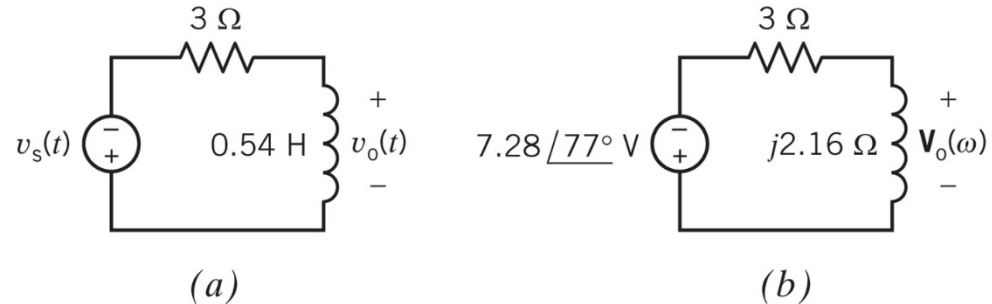 3 Ω
+
v_s(t)
−
+
0.54 H
v_o(t)
−
(a)
3 Ω
+
7.28 /77° V
−
+
j2.16 Ω
V_o(ω)
−
(b)